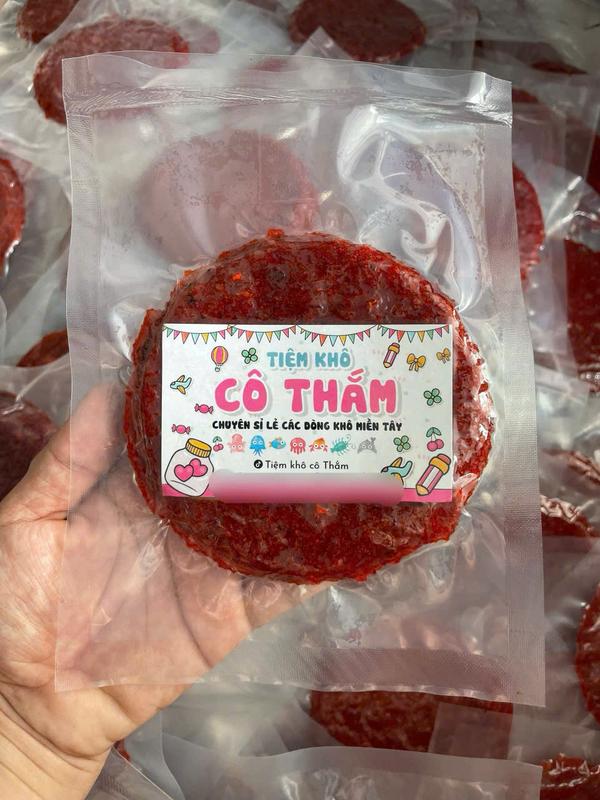 TIỆM KHÔ
CÔ THẮM
CHUYÊN SỈ LẺ CÁC DÒNG KHÔ MIỀN TÂY
Tiệm khô cô Thắm